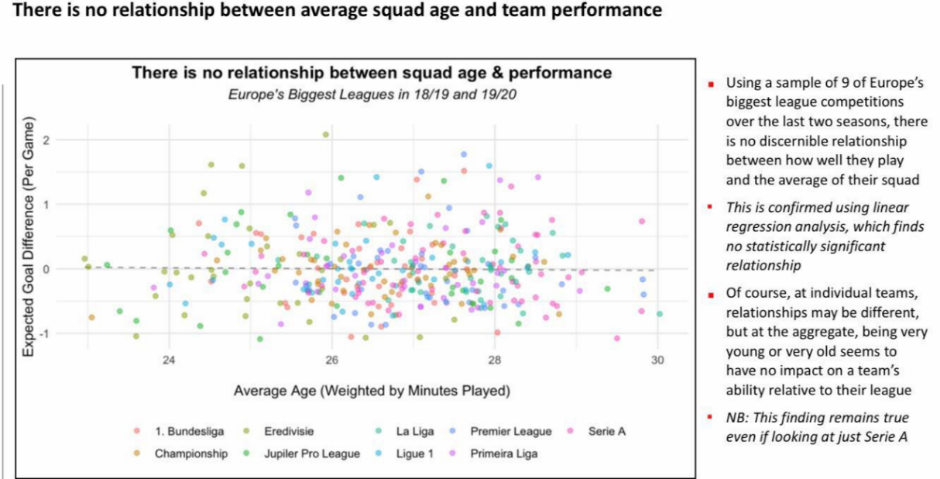 There is no relationship between average squad age and team performance
There is no relationship between squad age & performance
Europe's Biggest Leagues in 18/19 and 19/20
Expected Goal Difference (Per Game)
2
1
0
-1
24
26
28
30
Average Age (Weighted by Minutes Played)
1. Bundesliga
Eredivisie
La Liga
Premier League
Serie A
Championship
Jupiler Pro League
Ligue 1
Primeira Liga
Using a sample of 9 of Europe's
biggest league competitions
over the last two seasons, there
is no discernible relationship
between how well they play
and the average of their squad
This is confirmed using linear
regression analysis, which finds
no statistically significant
relationship
Of course, at individual teams,
relationships may be different,
but at the aggregate, being very
young or very old seems to
have no impact on a team's
ability relative to their league
NB: This finding remains true
even if looking at just Serie A